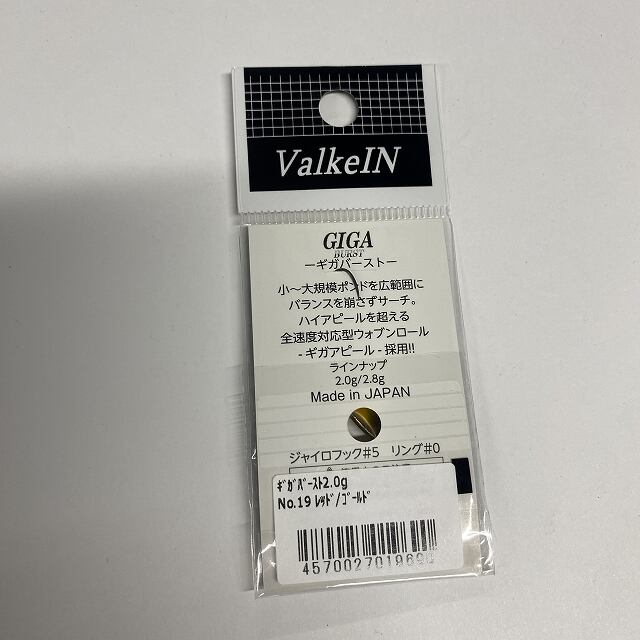 ValkeIN
GIGA
BURST
ーギガバーストー
小～大規模ポンドを広範囲に
バランスを崩さずサーチ。
ハイアピールを超える
全速度対応型ウォブンロール
- ギガアピール - 採用!!
ラインナップ
2.0g/2.8g
Made in JAPAN
ジャイロフック#5 リング#0
ｷﾞｶﾞﾊﾞｰｽﾄ2.0g
No.19 ﾚｯﾄﾞ/ｺﾞｰﾙﾄﾞ